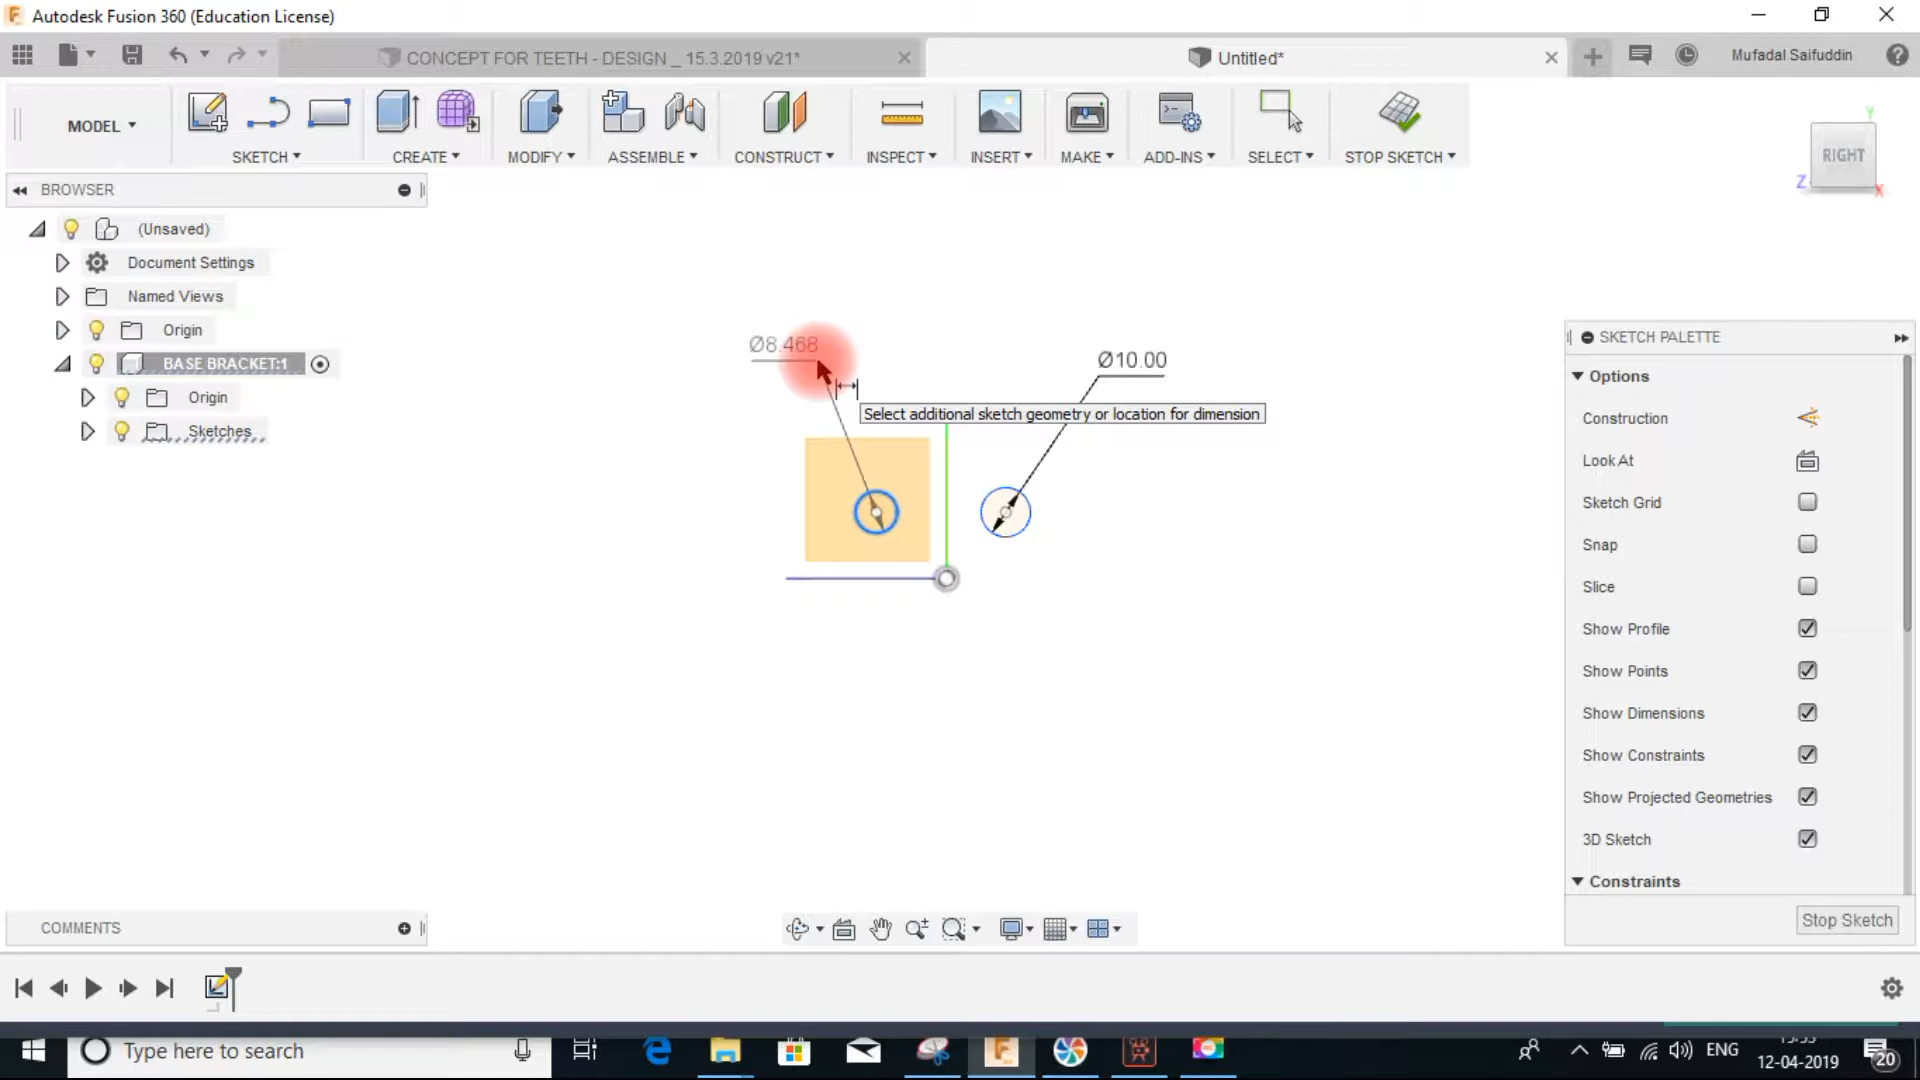 Autodesk Fusion 360 (Education License)
CONCEPT FOR TEETH - DESIGN _ 15.3.2019 v21*
Untitled*
Mufadal Saifuddin
MODEL
SKETCH
CREATE
MODIFY
ASSEMBLE
CONSTRUCT
INSPECT
INSERT
MAKE
ADD-INS
SELECT
STOP SKETCH
Y
RIGHT
Z
X
BROWSER
(Unsaved)
Document Settings
Named Views
Origin
BASE BRACKET:1
Origin
Sketches
Ø8.468
Ø10.00
Select additional sketch geometry or location for dimension
SKETCH PALETTE
Options
Construction
Look At
Sketch Grid
Snap
Slice
Show Profile
Show Points
Show Dimensions
Show Constraints
Show Projected Geometries
3D Sketch
Constraints
Stop Sketch
COMMENTS
Type here to search
ENG
12-04-2019
20